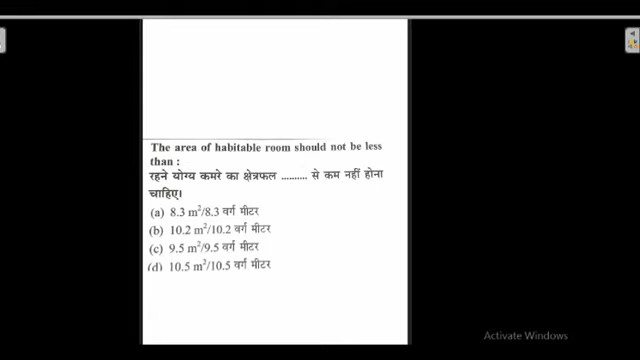 The area of habitable room should not be less
than :
रहने योग्य कमरे का क्षेत्रफल .......... से कम नहीं होना
चाहिए।
(a) 8.3 m²/8.3 वर्ग मीटर
(b) 10.2 m²/10.2 वर्ग मीटर
(c) 9.5 m²/9.5 वर्ग मीटर
(d) 10.5 m²/10.5 वर्ग मीटर
Activate Windows